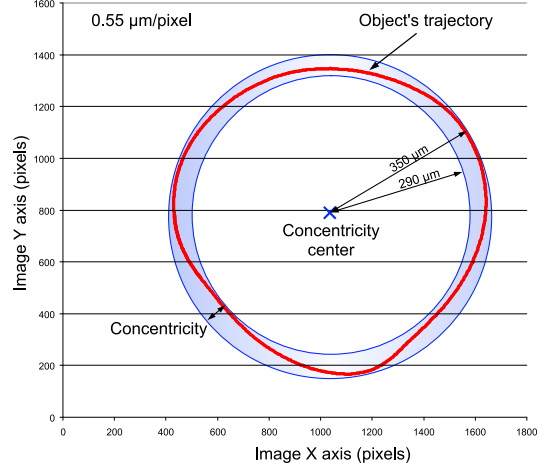 0.55 µm/pixel
Object's trajectory
1600
1400
1200
1000
800
600
400
200
0
Image Y axis (pixels)
350 µm
290 µm
Concentricity
center
Concentricity
0
200
400
600
800
1000
1200
1400
1600
1800
Image X axis (pixels)